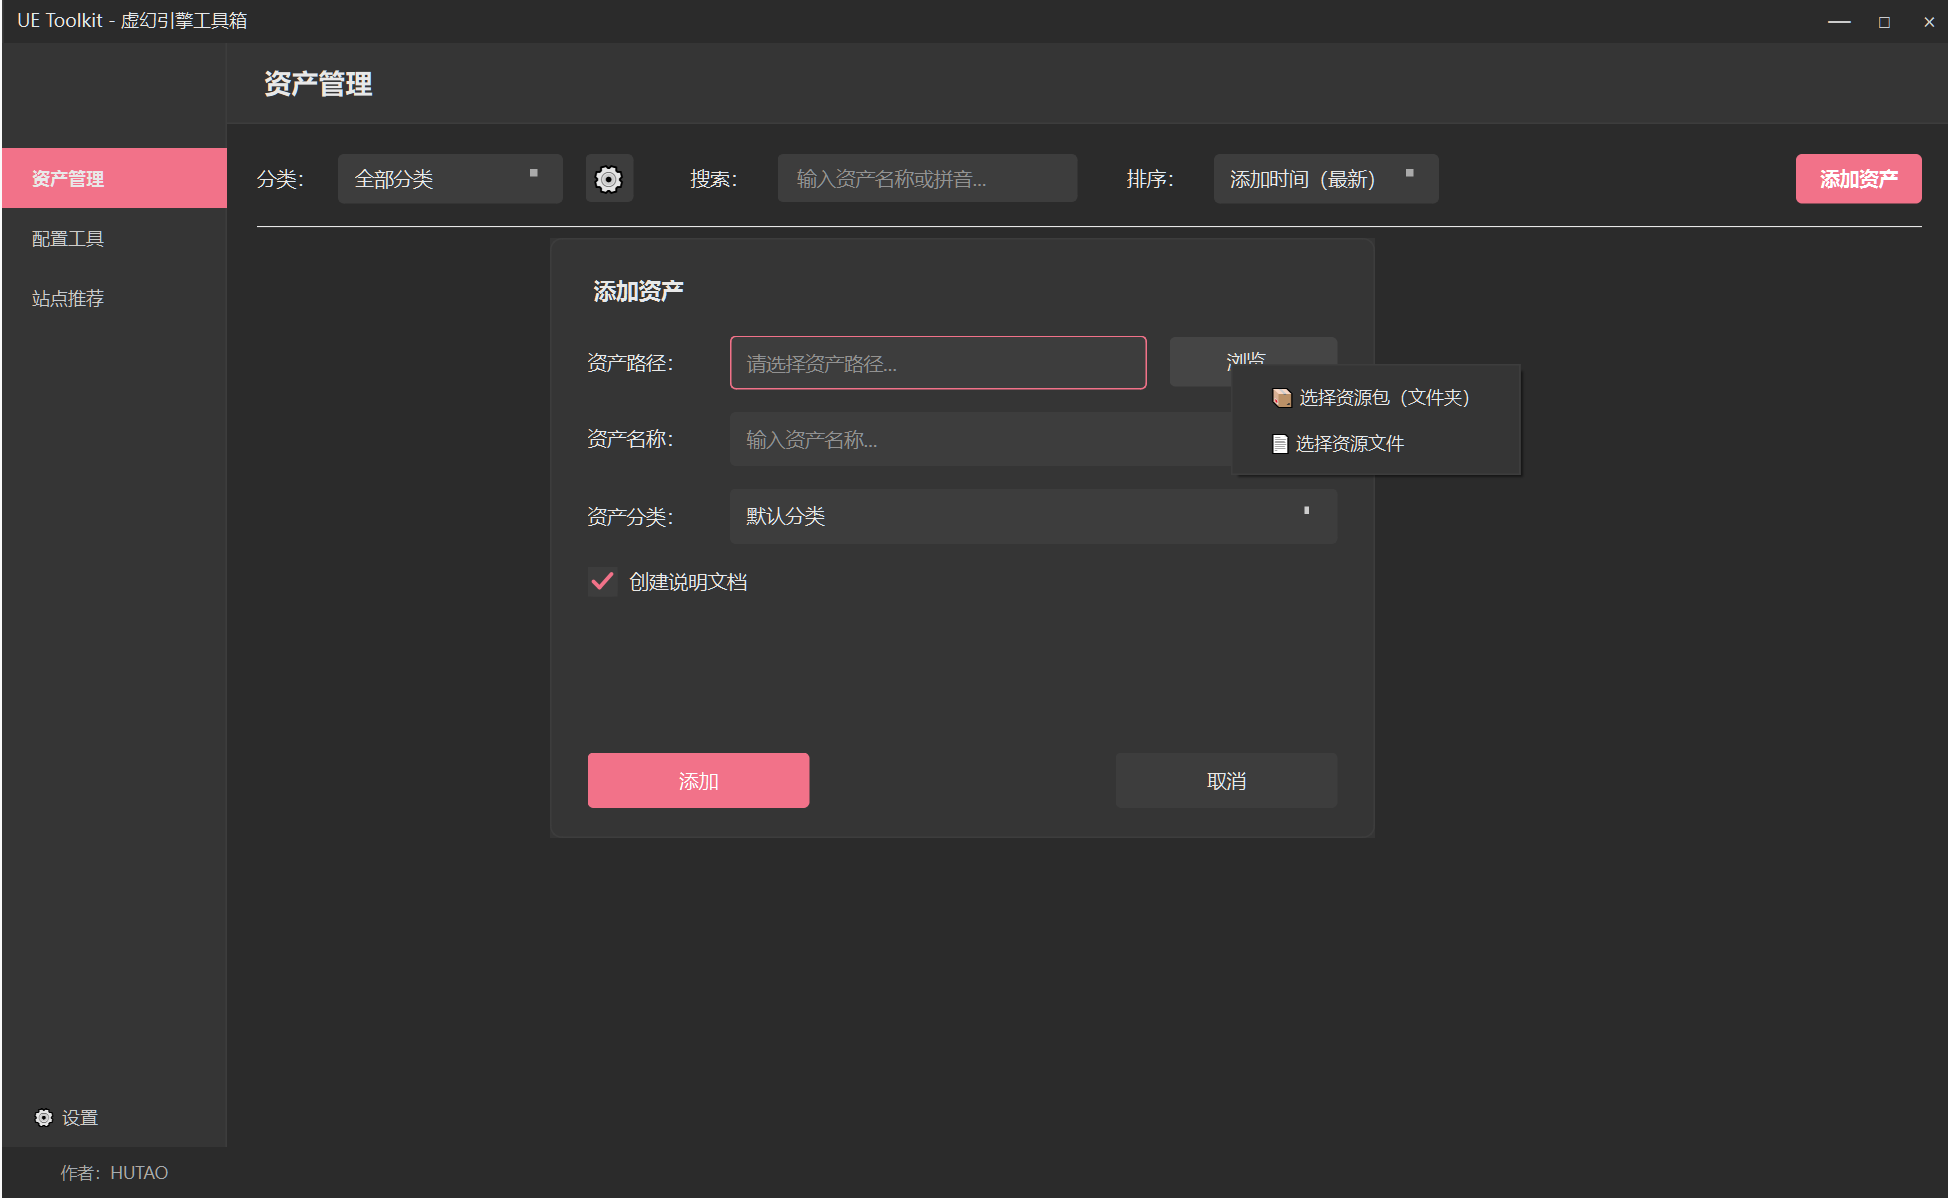 UE Toolkit - 虚幻引擎工具箱
资产管理
资产管理
配置工具
站点推荐
分类：
全部分类
搜索：
输入资产名称或拼音...
排序：
添加时间（最新）
添加资产
添加资产
资产路径：
请选择资产路径...
浏览
选择资源包（文件夹）
选择资源文件
资产名称：
输入资产名称...
资产分类：
默认分类
创建说明文档
添加
取消
设置
作者：HUTAO